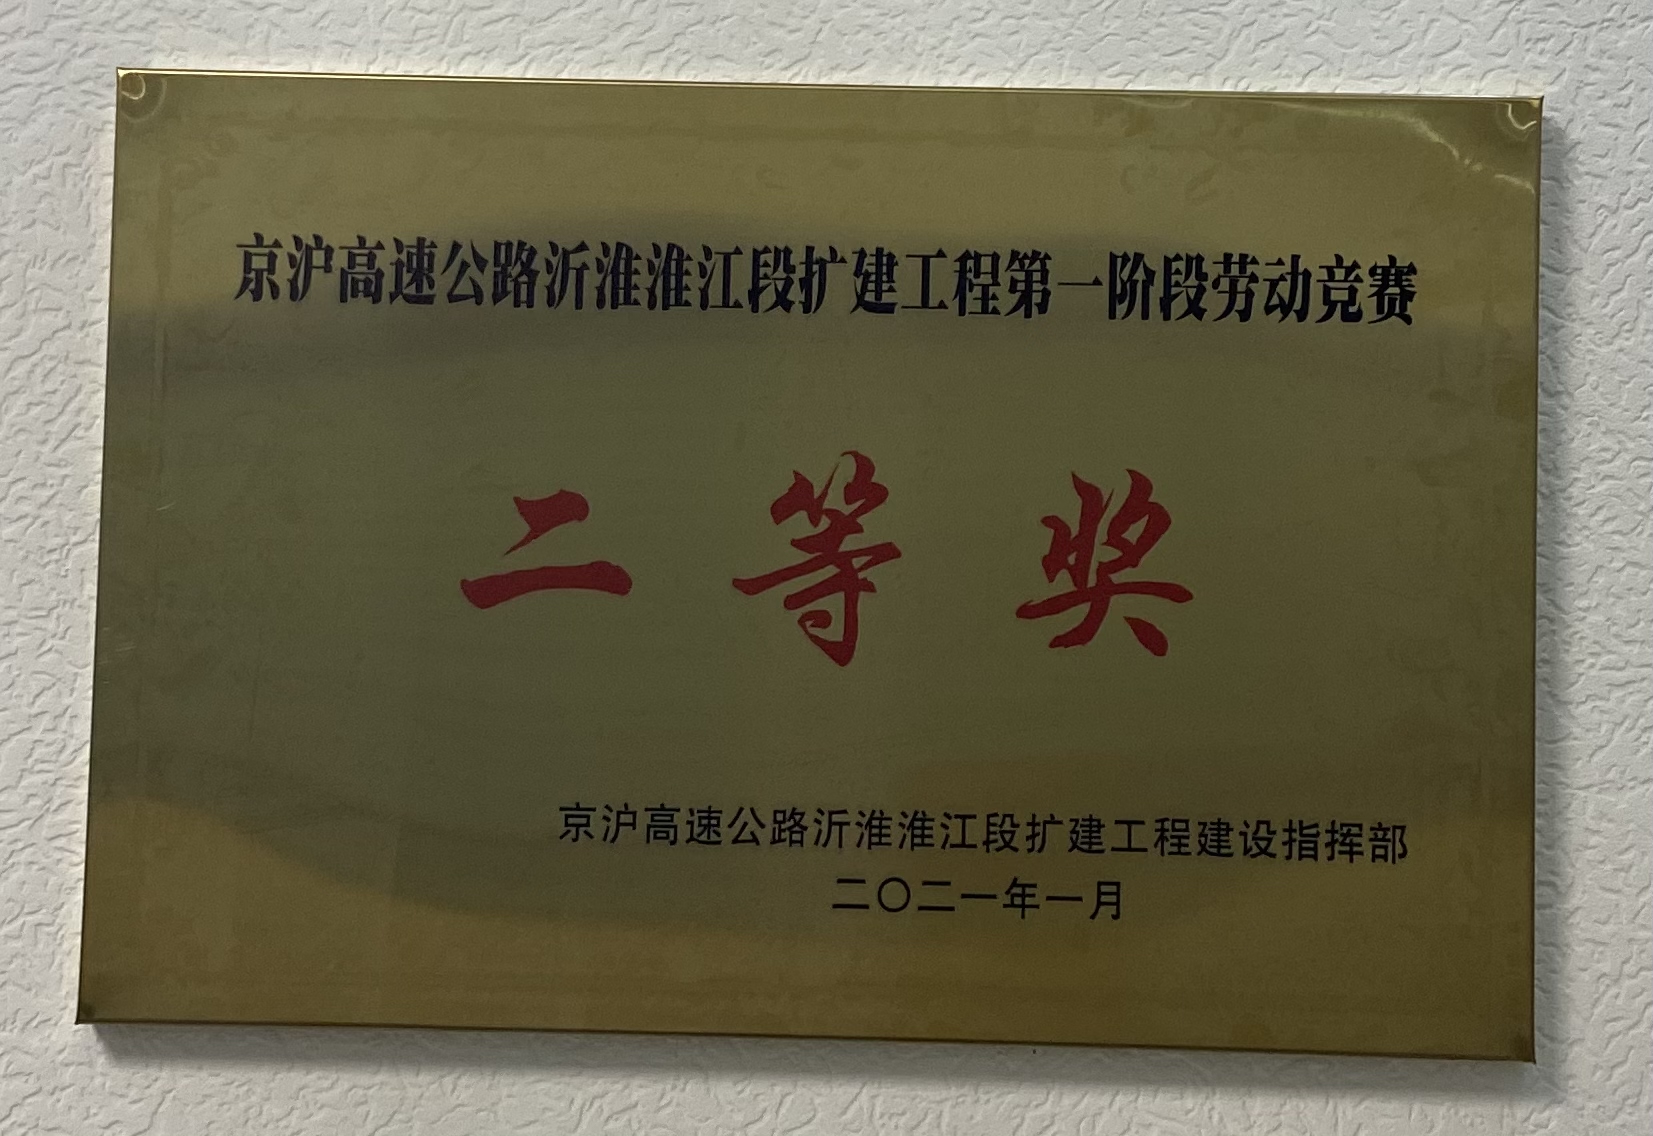 京沪高速公路沂淮淮江段扩建工程第一阶段劳动竞赛
二等奖
京沪高速公路沂淮淮江段扩建工程建设指挥部
二〇二一年一月